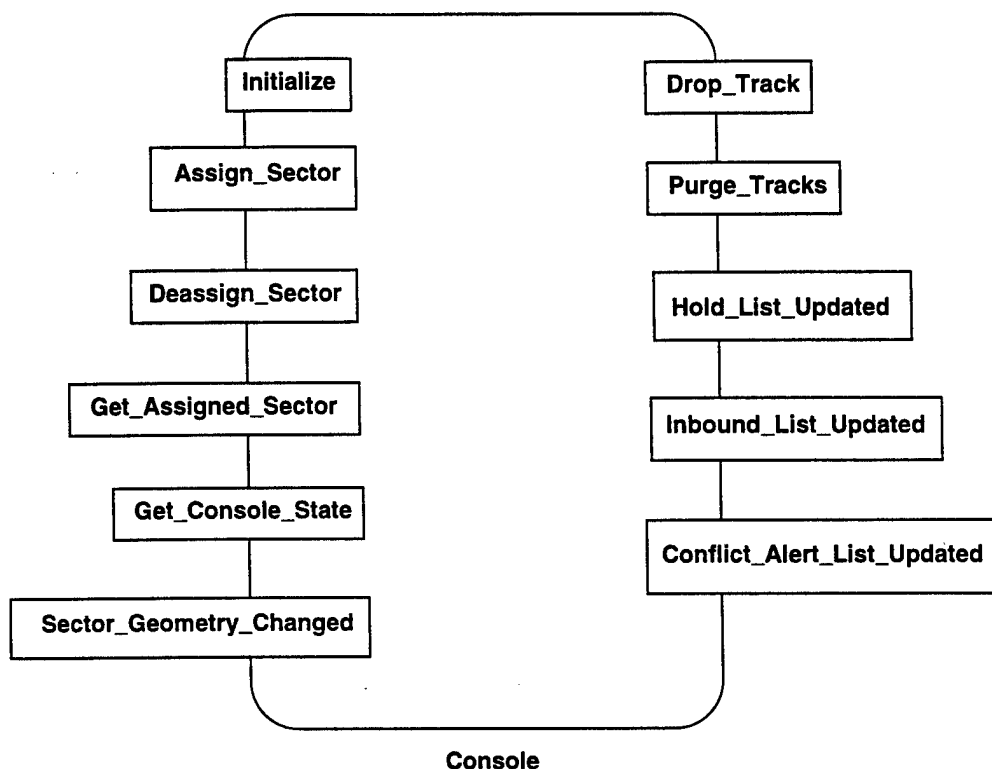 Initialize
Assign_Sector
Deassign_Sector
Get_Assigned_Sector
Get_Console_State
Sector_Geometry_Changed
Drop_Track
Purge_Tracks
Hold_List_Updated
Inbound_List_Updated
Conflict_Alert_List_Updated
Console